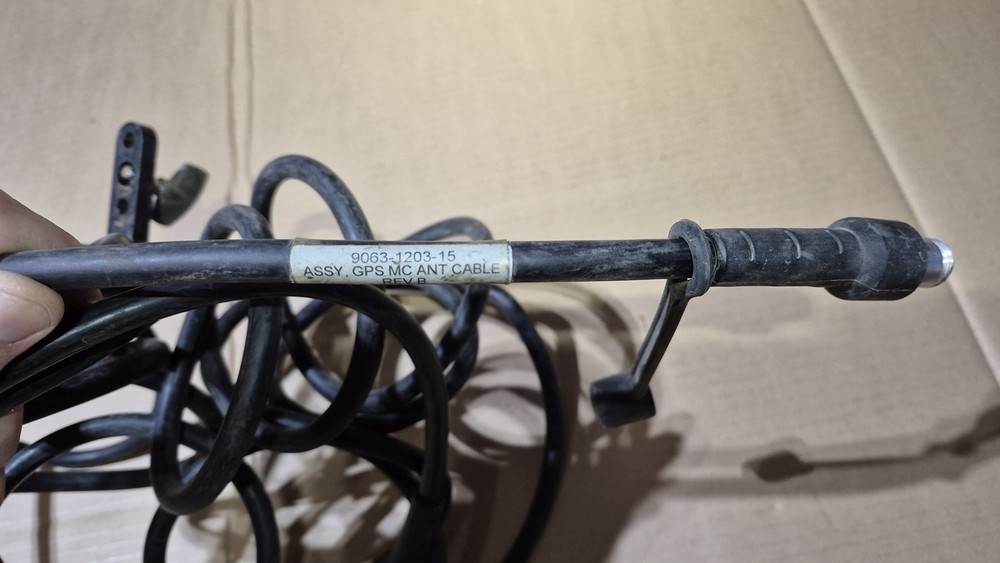 9063-1203-15
ASSY, GPS MC ANT CABLE
REV B